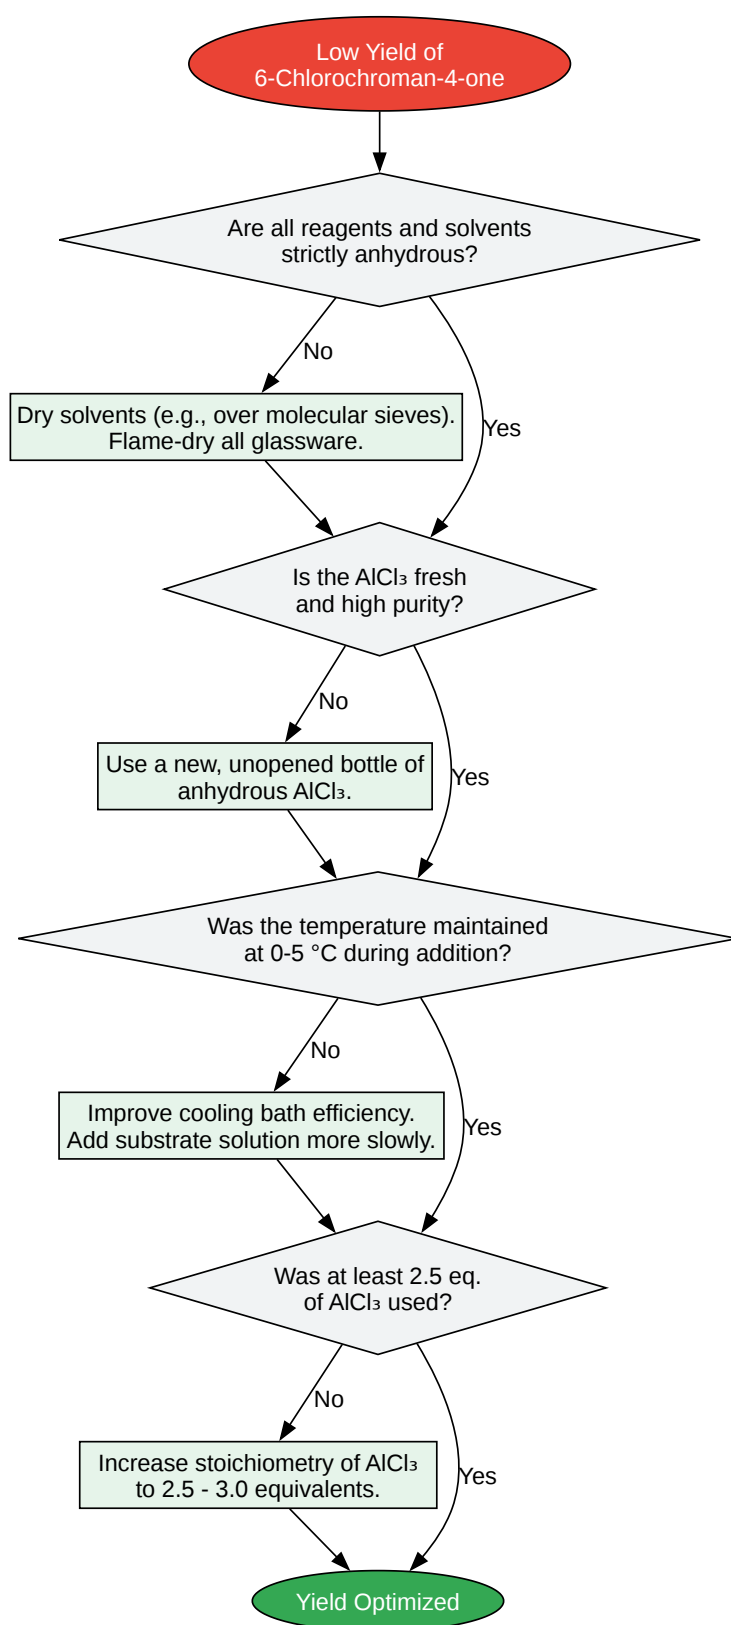 Low Yield of
6-Chlorochroman-4-one
Are all reagents and solvents
strictly anhydrous?
No
Dry solvents (e.g., over molecular sieves).
Flame-dry all glassware.
Yes
Is the AlCl₃ fresh
and high purity?
No
Use a new, unopened bottle of
anhydrous AlCl₃.
Yes
Was the temperature maintained
at 0-5 °C during addition?
No
Improve cooling bath efficiency.
Add substrate solution more slowly.
Yes
Was at least 2.5 eq.
of AlCl₃ used?
No
Increase stoichiometry of AlCl₃
to 2.5 - 3.0 equivalents.
Yes
Yield Optimized